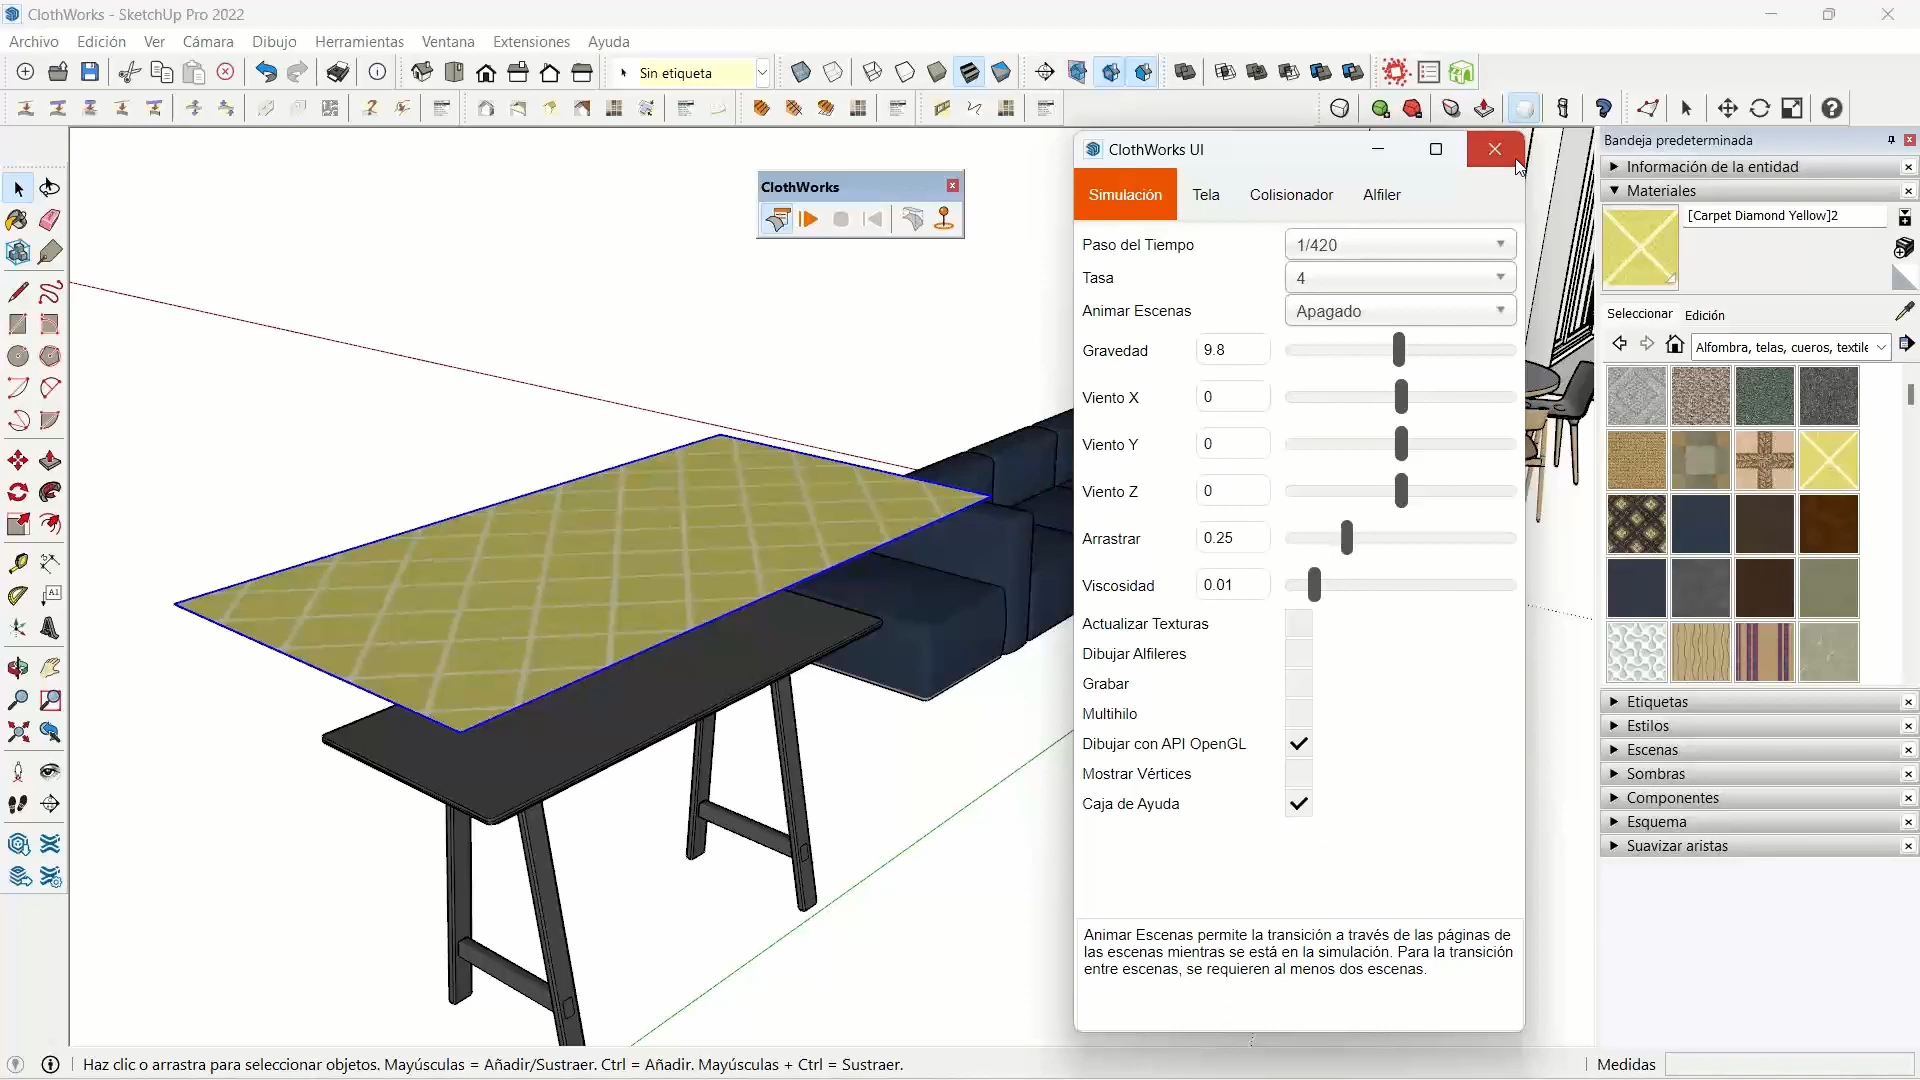 ClothWorks - SketchUp Pro 2022
Archivo Edición Ver Cámara Dibujo Herramientas Ventana Extensiones Ayuda
Sin etiqueta
ClothWorks
ClothWorks UI
Simulación Tela Colisionador Alfiler
Paso del Tiempo 1/420
Tasa 4
Animar Escenas Apagado
Gravedad 9.8
Viento X 0
Viento Y 0
Viento Z 0
Arrastrar 0.25
Viscosidad 0.01
Actualizar Texturas
Dibujar Alfileres
Grabar
Multihilo
Dibujar con API OpenGL
Mostrar Vértices
Caja de Ayuda
Animar Escenas permite la transición a través de las páginas de
las escenas mientras se está en la simulación. Para la transición
entre escenas, se requieren al menos dos escenas.
Bandeja predeterminada
Información de la entidad
Materiales
[Carpet Diamond Yellow]2
Seleccionar Edición
Alfombra, telas, cueros, textile
Etiquetas
Estilos
Escenas
Sombras
Componentes
Esquema
Suavizar aristas
Haz clic o arrastra para seleccionar objetos. Mayúsculas = Añadir/Sustraer. Ctrl = Añadir. Mayúsculas + Ctrl = Sustraer.
Medidas